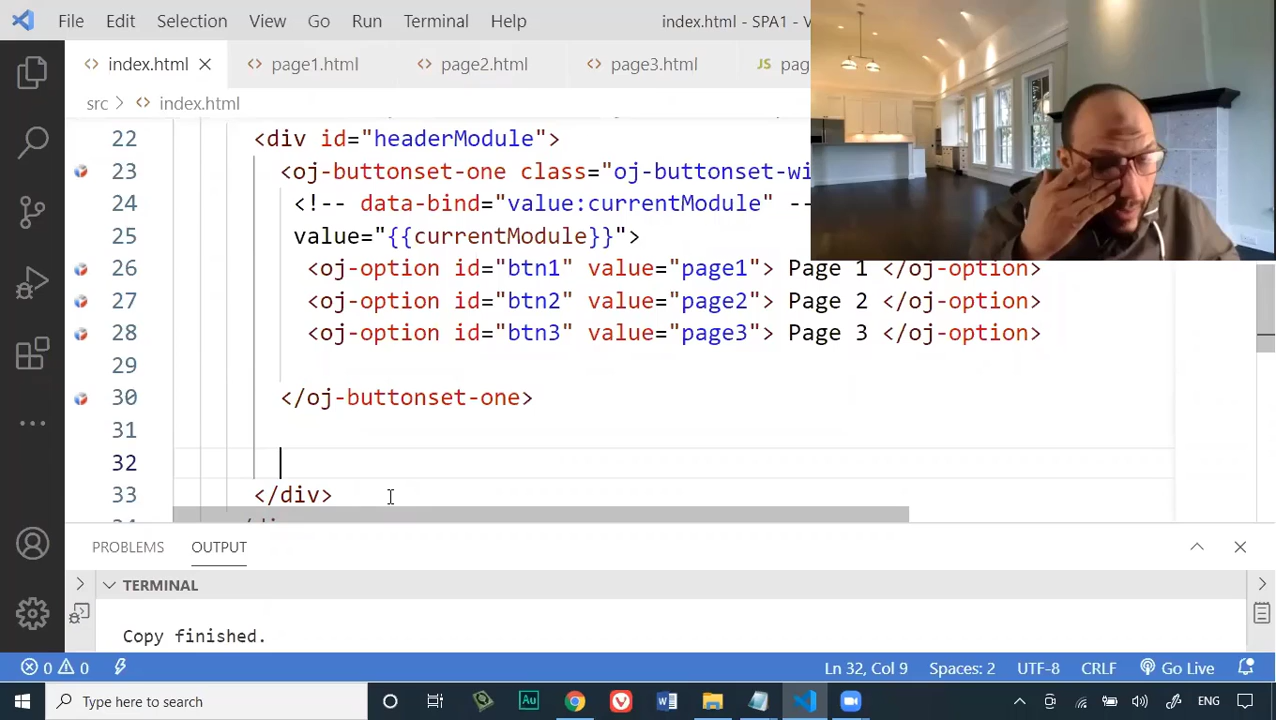 File Edit Selection View Go Run Terminal Help index.html - SPA1 - V
index.html page1.html page2.html page3.html JS pag
src index.html
22 <div id="headerModule">
23 <oj-buttonset-one class="oj-buttonset-wi
24 <!-- data-bind="value:currentModule" --
25 value="{{currentModule}}">
26 <oj-option id="btn1" value="page1"> Page 1 </oj-option>
27 <oj-option id="btn2" value="page2"> Page 2 </oj-option>
28 <oj-option id="btn3" value="page3"> Page 3 </oj-option>
29
30 </oj-buttonset-one>
31
32
33 </div>
PROBLEMS OUTPUT
TERMINAL
Copy finished.
0 0 Ln 32, Col 9 Spaces: 2 UTF-8 CRLF HTML Go Live
Type here to search Au ENG